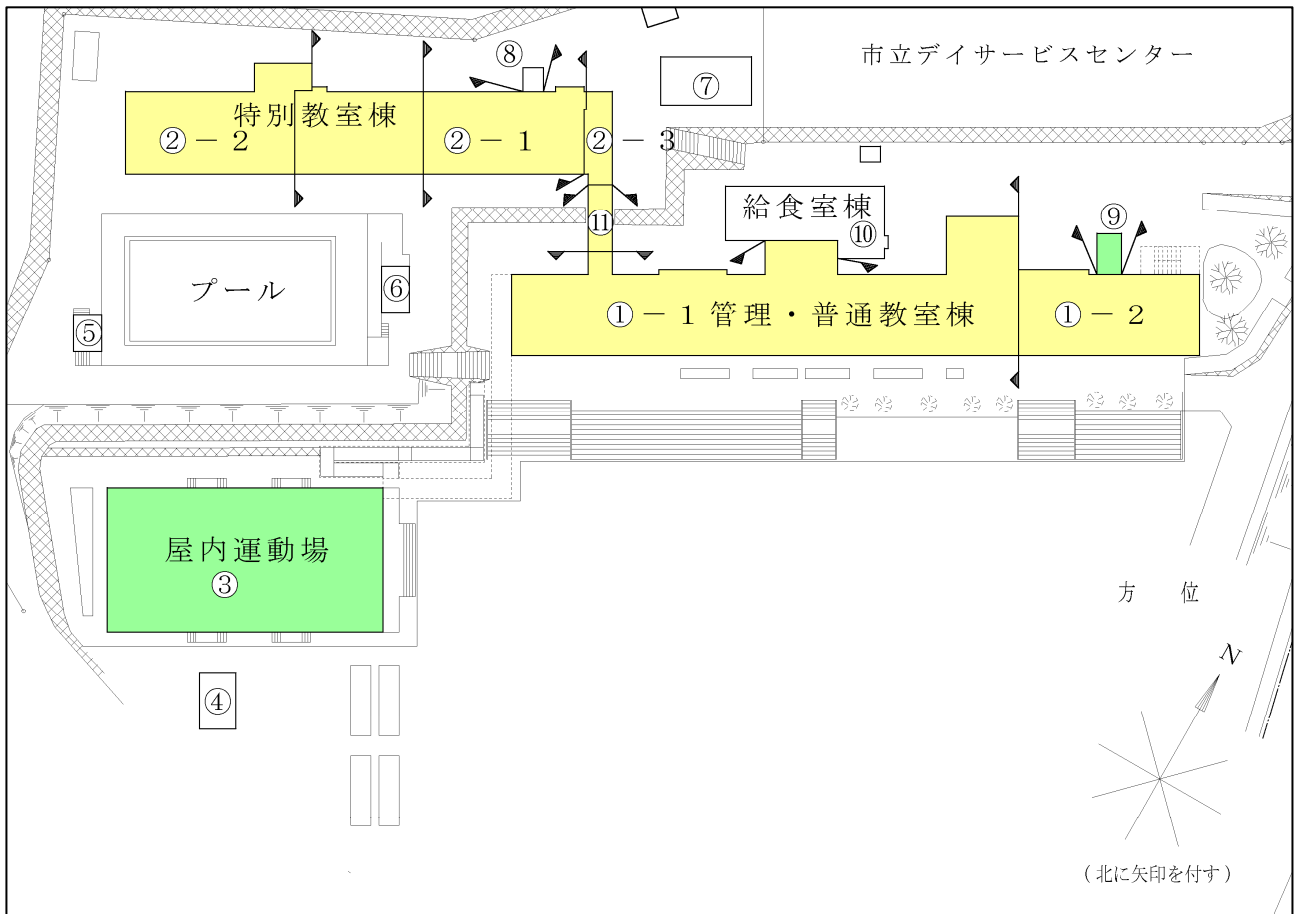 市立デイサービスセンター
⑧
⑦
特別教室棟
②－２
②－１
②－３
給食室棟
⑩
⑨
⑪
プール
⑥
⑤
①－１管理・普通教室棟
①－２
屋内運動場
③
方　位
N
④
(北に矢印を付す)